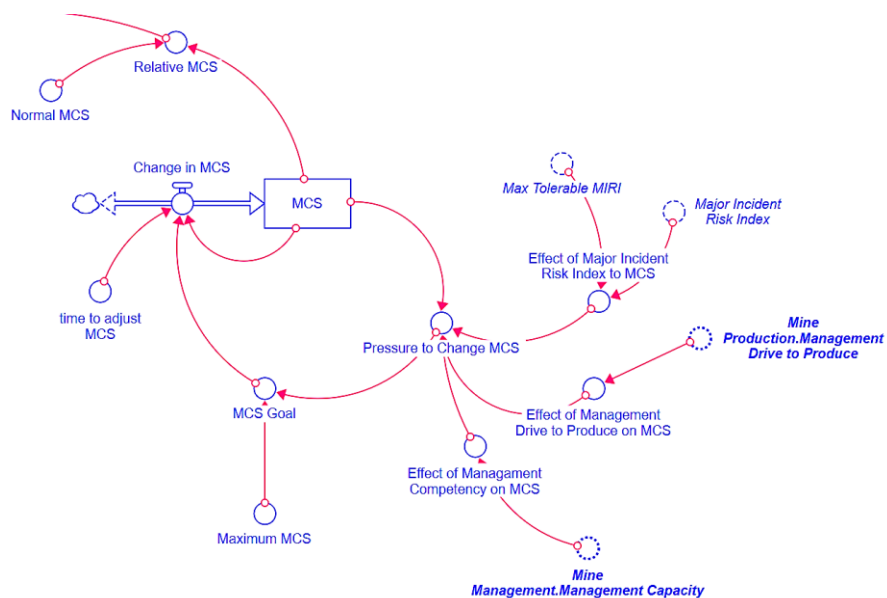 Relative MCS
Normal MCS
Change in MCS
MCS
Max Tolerable MIRI
Major Incident
Risk Index
Effect of Major Incident
Risk Index to MCS
time to adjust
MCS
Pressure to Change MCS
Mine
Production.Management
Drive to Produce
MCS Goal
Effect of Management
Drive to Produce on MCS
Effect of Managament
Competency on MCS
Maximum MCS
Mine
Management.Management Capacity